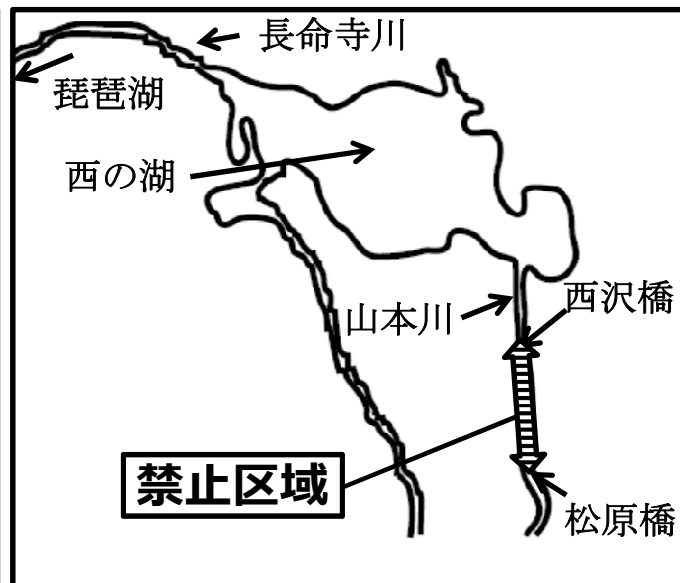 長命寺川
琵琶湖
西の湖
西沢橋
山本川
禁止区域
松原橋